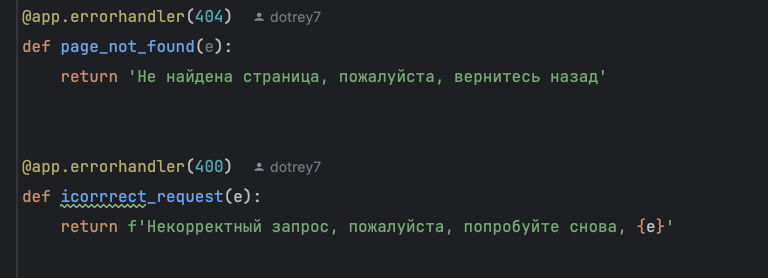 @app.errorhandler(404) dotrey7
def page_not_found(e):
return 'Не найдена страница, пожалуйста, вернитесь назад'
@app.errorhandler(400) dotrey7
def icorrrect_request(e):
return f'Некорректный запрос, пожалуйста, попробуйте снова, {e}'